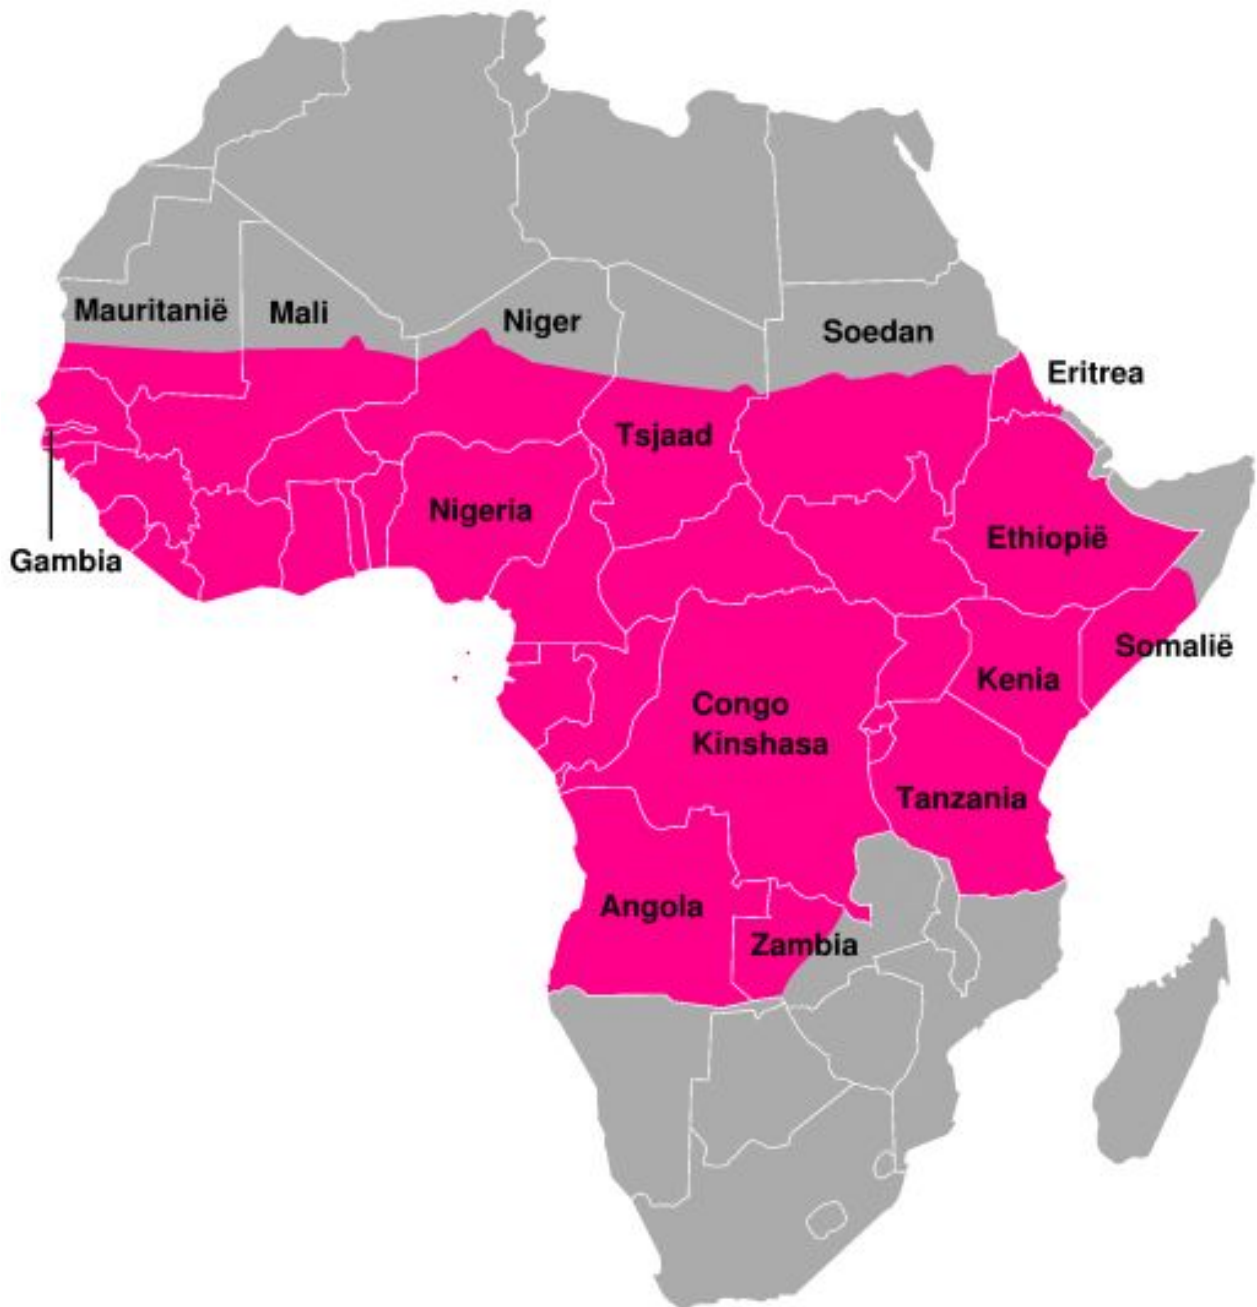 Mauritanië
Mali
Niger
Soedan
Eritrea
Tsjaad
Nigeria
Ethiopië
Gambia
Somalië
Kenia
Congo
Kinshasa
Tanzania
Angola
Zambia